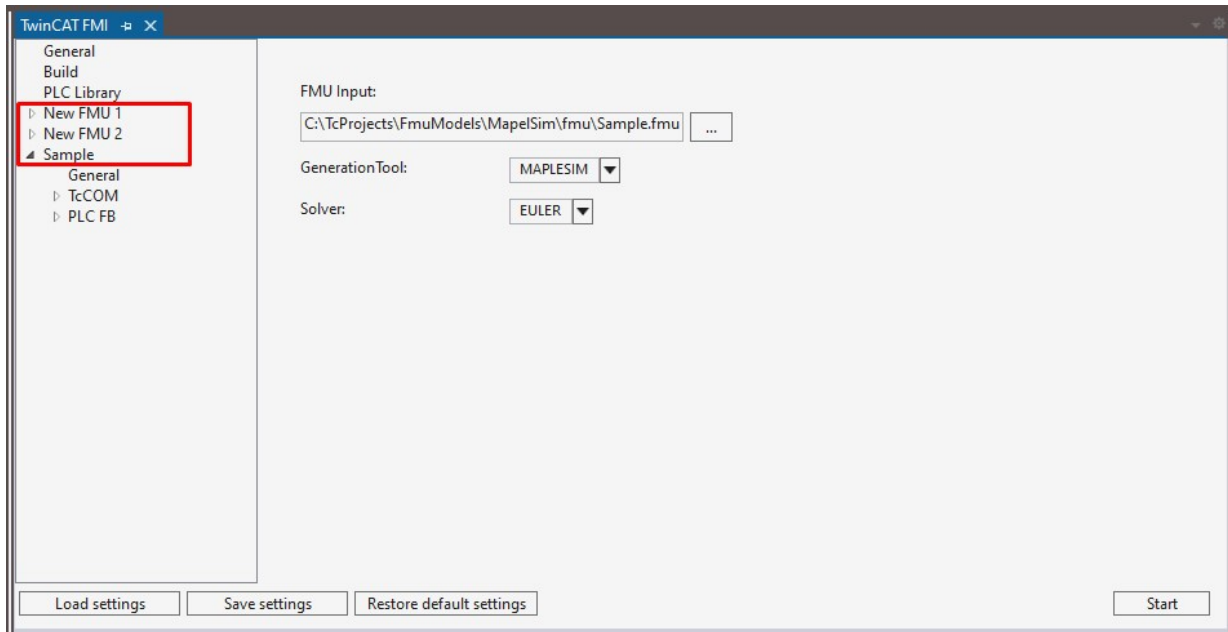 TwinCAT FMI
General
Build
PLC Library
New FMU 1
New FMU 2
Sample
General
TcCOM
PLC FB
FMU Input:
C:\TcProjects\FmuModels\MapelSim\fmu\Sample.fmu ...
GenerationTool: MAPLESIM
Solver: EULER
Load settings Save settings Restore default settings Start